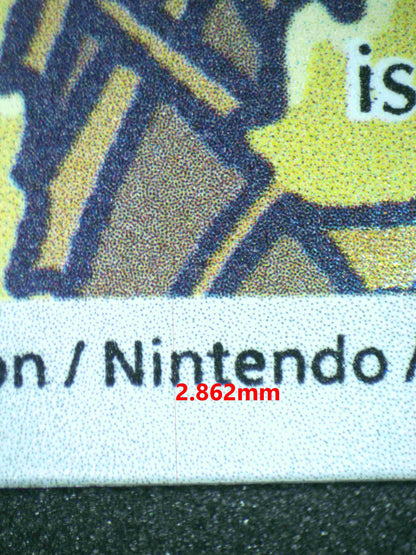 is
on / Nintendo /
2.862mm